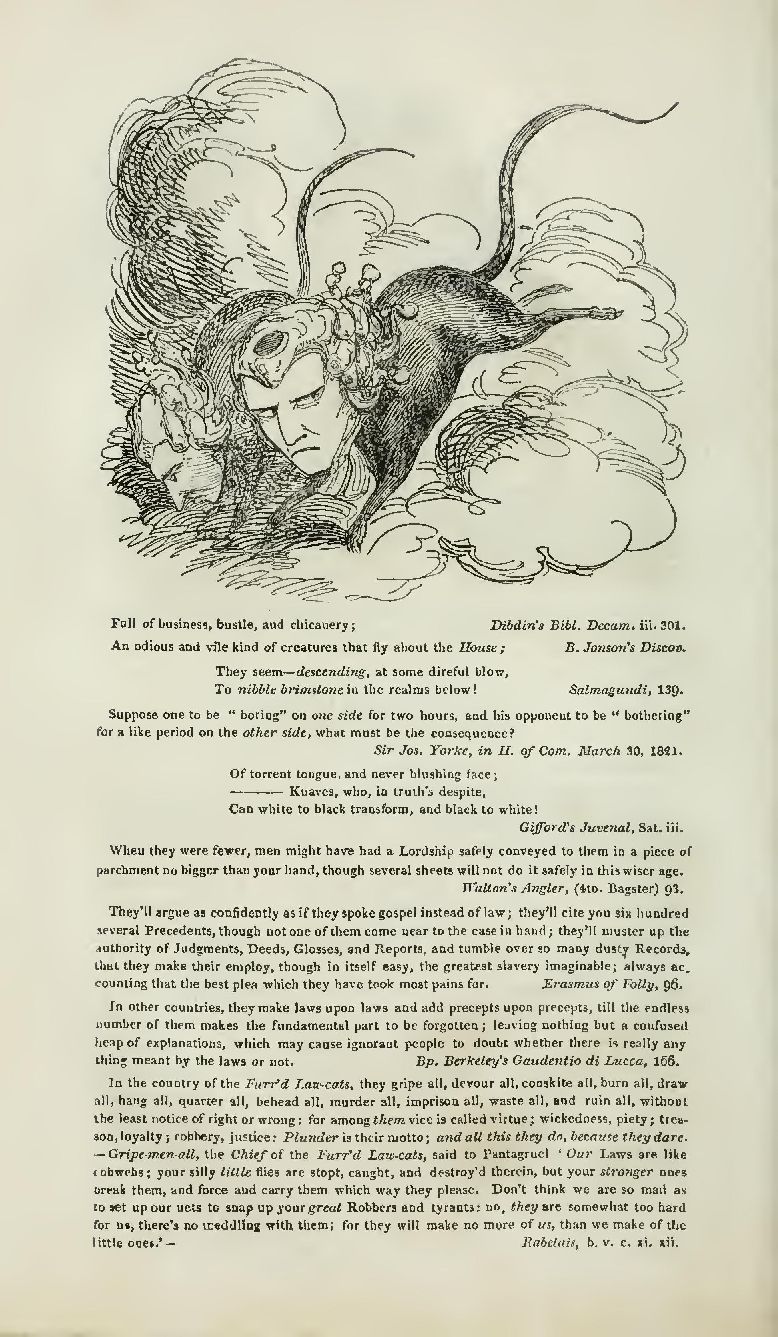 Full of business, bustle, and chicanery; Dibdin's Bibl. Decam. iii. 301.
An odious and vile kind of creatures that fly about the House; B. Jonson's Discov.
They seem—descending, at some direful blow,
To nibble brimstone in the realms below! Salmagundi, 139.
Suppose one to be “ boring” on one side for two hours, and his opponent to be “ bothering”
for a like period on the other side, what must be the consequence?
Sir Jos. Yorke, in H. of Com. March 30, 1821.
Of torrent tongue, and never blushing face;
———— Knaves, who, in truth's despite,
Can white to black transform, and black to white!
Gifford's Juvenal, Sat. iii.
When they were fewer, men might have had a Lordship safely conveyed to them in a piece of
parchment no bigger than your hand, though several sheets will not do it safely in this wiser age.
Walton's Angler, (4to. Bagster) 93.
They'll argue as confidently as if they spoke gospel instead of law; they'll cite you six hundred
several Precedents, though not one of them come near to the case in hand; they'll muster up the
authority of Judgments, Deeds, Glosses, and Reports, and tumble over so many dusty Records,
that they make their employ, though in itself easy, the greatest slavery imaginable; always ac-
counting that the best plea which they have took most pains for. Erasmus of Folly, 96.
In other countries, they make laws upon laws and add precepts upon precepts, till the endless
number of them makes the fundamental part to be forgotten; leaving nothing but a confused
heap of explanations, which may cause ignorant people to doubt whether there is really any
thing meant by the laws or not. Bp. Berkeley's Gaudentio di Lucca, 166.
In the country of the Furr'd Law-cats, they gripe all, devour all, conskite all, burn all, draw
all, hang all, quarter all, behead all, murder all, imprison all, waste all, and ruin all, without
the least notice of right or wrong: for among them vice is called virtue; wickedness, piety; trea-
son, loyalty; robbery, justice: Plunder is their motto; and all this they do, because they dare.
—Gripe-men-all, the Chief of the Furr'd Law-cats, said to Pantagruel ‘ Our Laws are like
cobwebs; your silly little flies are stopt, caught, and destroy'd therein, but your stronger ones
break them, and force and carry them which way they please. Don't think we are so mad as
to set up our nets to snap up your great Robbers and tyrants: no, they are somewhat too hard
for us, there's no meddling with them; for they will make no more of us, than we make of the
little ones.’— Rabelais, b. v. c. xi. xii.